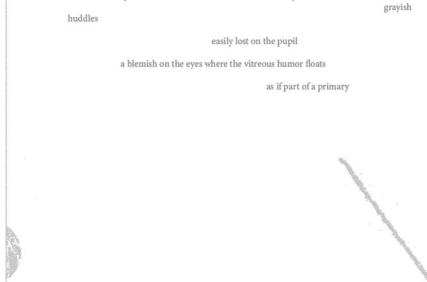 grayish
huddles
easily lost on the pupil
a blemish on the eyes where the vitreous humor floats
as if part of a primary